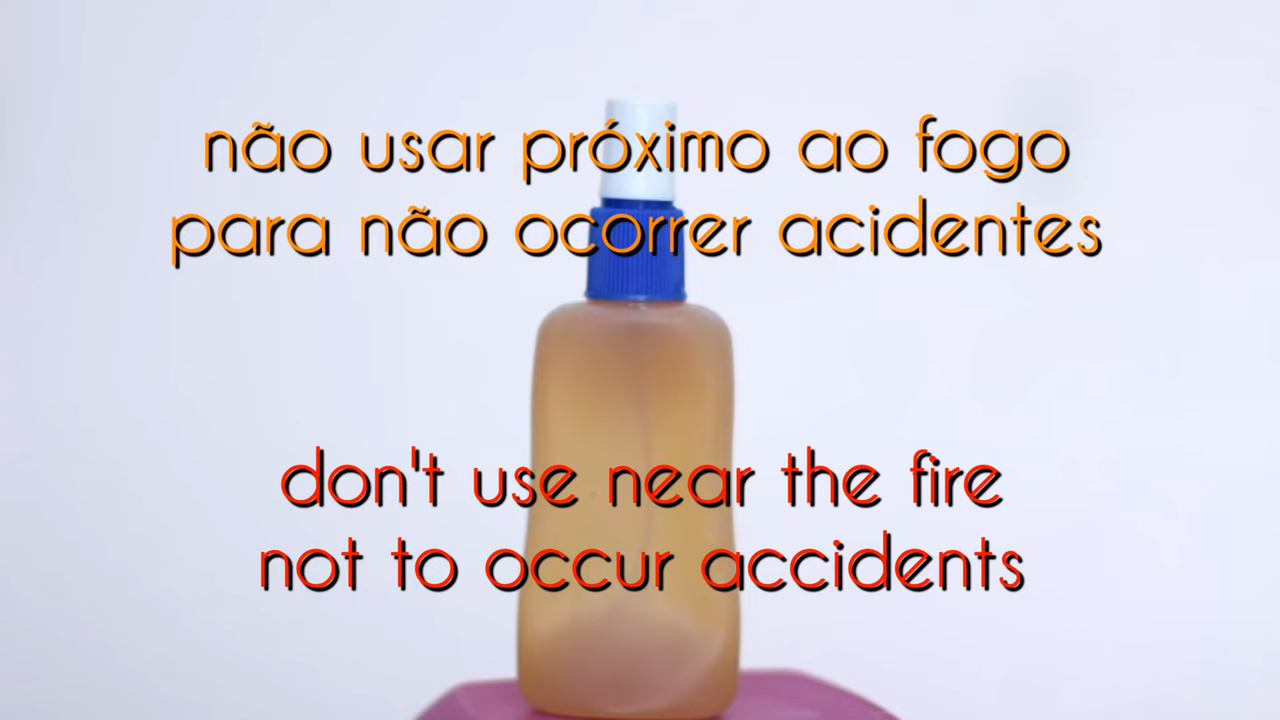 não usar próximo ao fogo
para não ocorrer acidentes
don't use near the fire
not to occur accidents